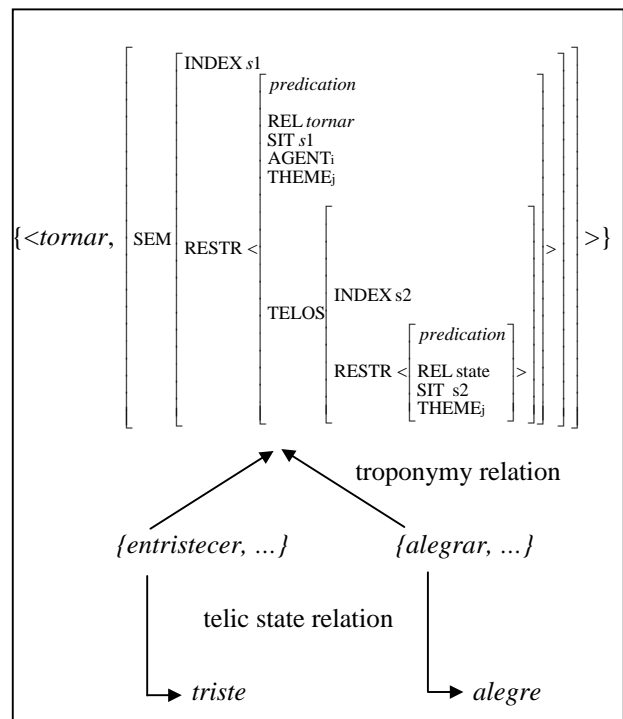 INDEX s1
predication
REL tornar
SIT s1
AGENTi
THEMEj
{<tornar, SEM RESTR < > >}
TELOS INDEX s2
predication
RESTR < REL state >
SIT s2
THEMEj
troponymy relation
{entristecer, ...} {alegrar, ...}
telic state relation
triste alegre